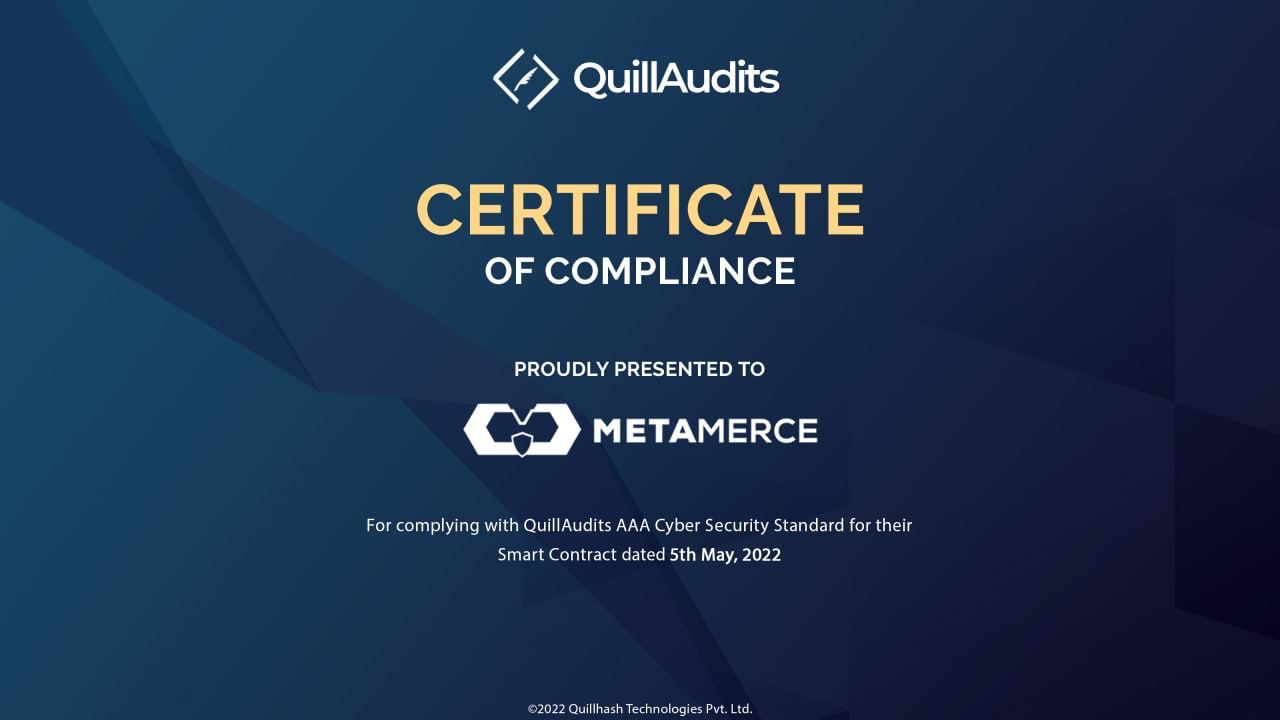 QuillAudits
CERTIFICATE
OF COMPLIANCE
PROUDLY PRESENTED TO
METAMERCE
For complying with QuillAudits AAA Cyber Security Standard for their
Smart Contract dated 5th May, 2022
©2022 Quillhash Technologies Pvt. Ltd.